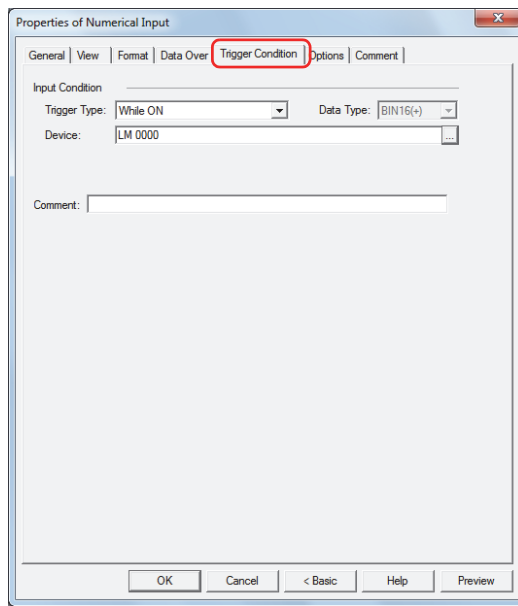 Properties of Numerical Input
General View Format Data Over Trigger Condition Options Comment
Input Condition
Trigger Type: While ON Data Type: BIN16(+)
Device: LM 0000 ...
Comment:
OK Cancel < Basic Help Preview